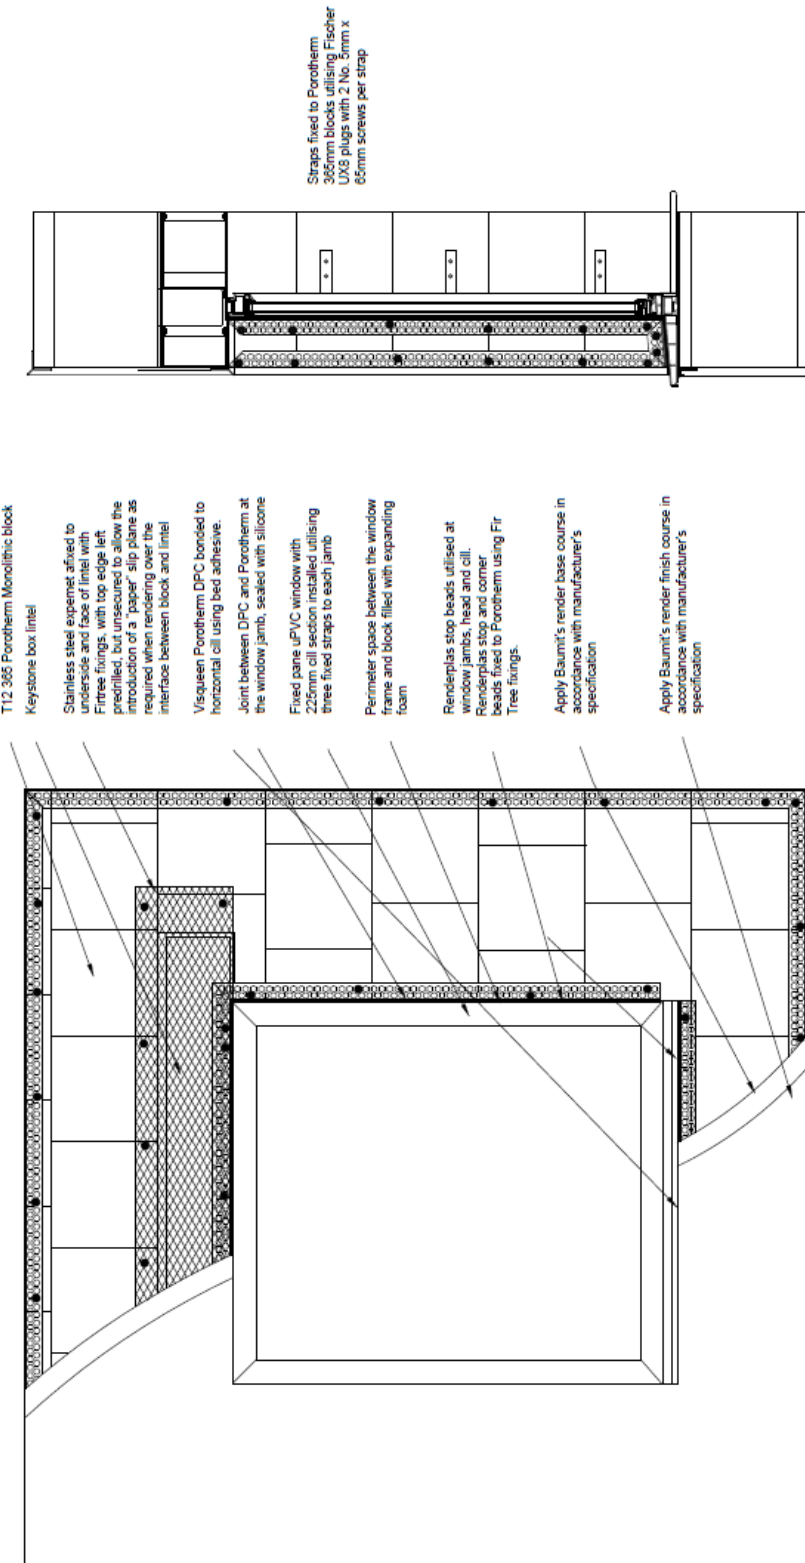 Straps fixed to Porotherm
365mm blocks utilising Fischer
UX8 plugs with 2 No. 5mm x
65mm screws per strap
T12 365 Porotherm Monolithic block
Keystone box lintel
Stainless steel expemet afixed to
underside and face of lintel with
Firtree fixings, with top edge left
predrilled, but unsecured to allow the
introduction of a "paper" slip plane as
required when rendering over the
interface between block and lintel
Visqueen Porotherm DPC bonded to
horizontal cill using bed adhesive.
Joint between DPC and Porotherm at
the window jamb, sealed with silicone
Fixed pane uPVC window with
225mm cill section installed utilising
three fixed straps to each jamb
Perimeter space between the window
frame and block filled with expanding
foam
Renderplas stop beads utilised at
window jambs, head and cill.
Renderplas stop and corner
beads fixed to Porotherm using Fir
Tree fixings.
Apply Baumit's render base course in
accordance with manufacturer's
specification
Apply Baumit's render finish course in
accordance with manufacturer's
specification